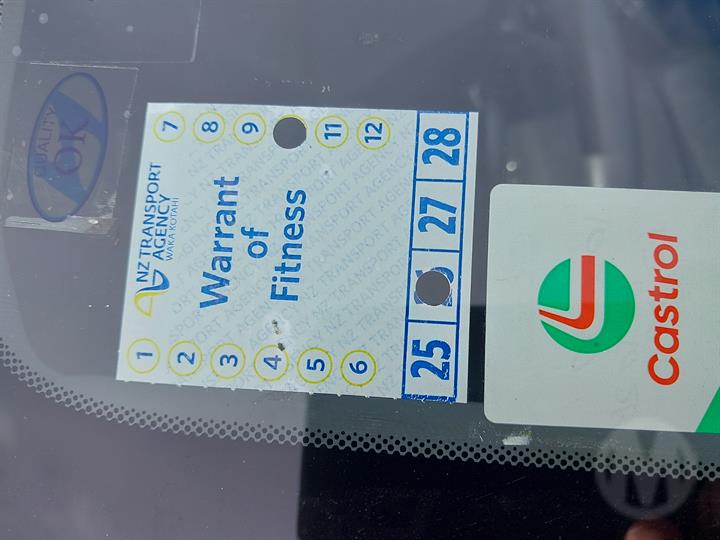 NZ TRANSPORT
AGENCY
WAKA KOTAHI
Warrant
of
Fitness
1
2
3
4
5
6
7
8
9
11
12
25
27
28
Castrol
QUALITY
OK